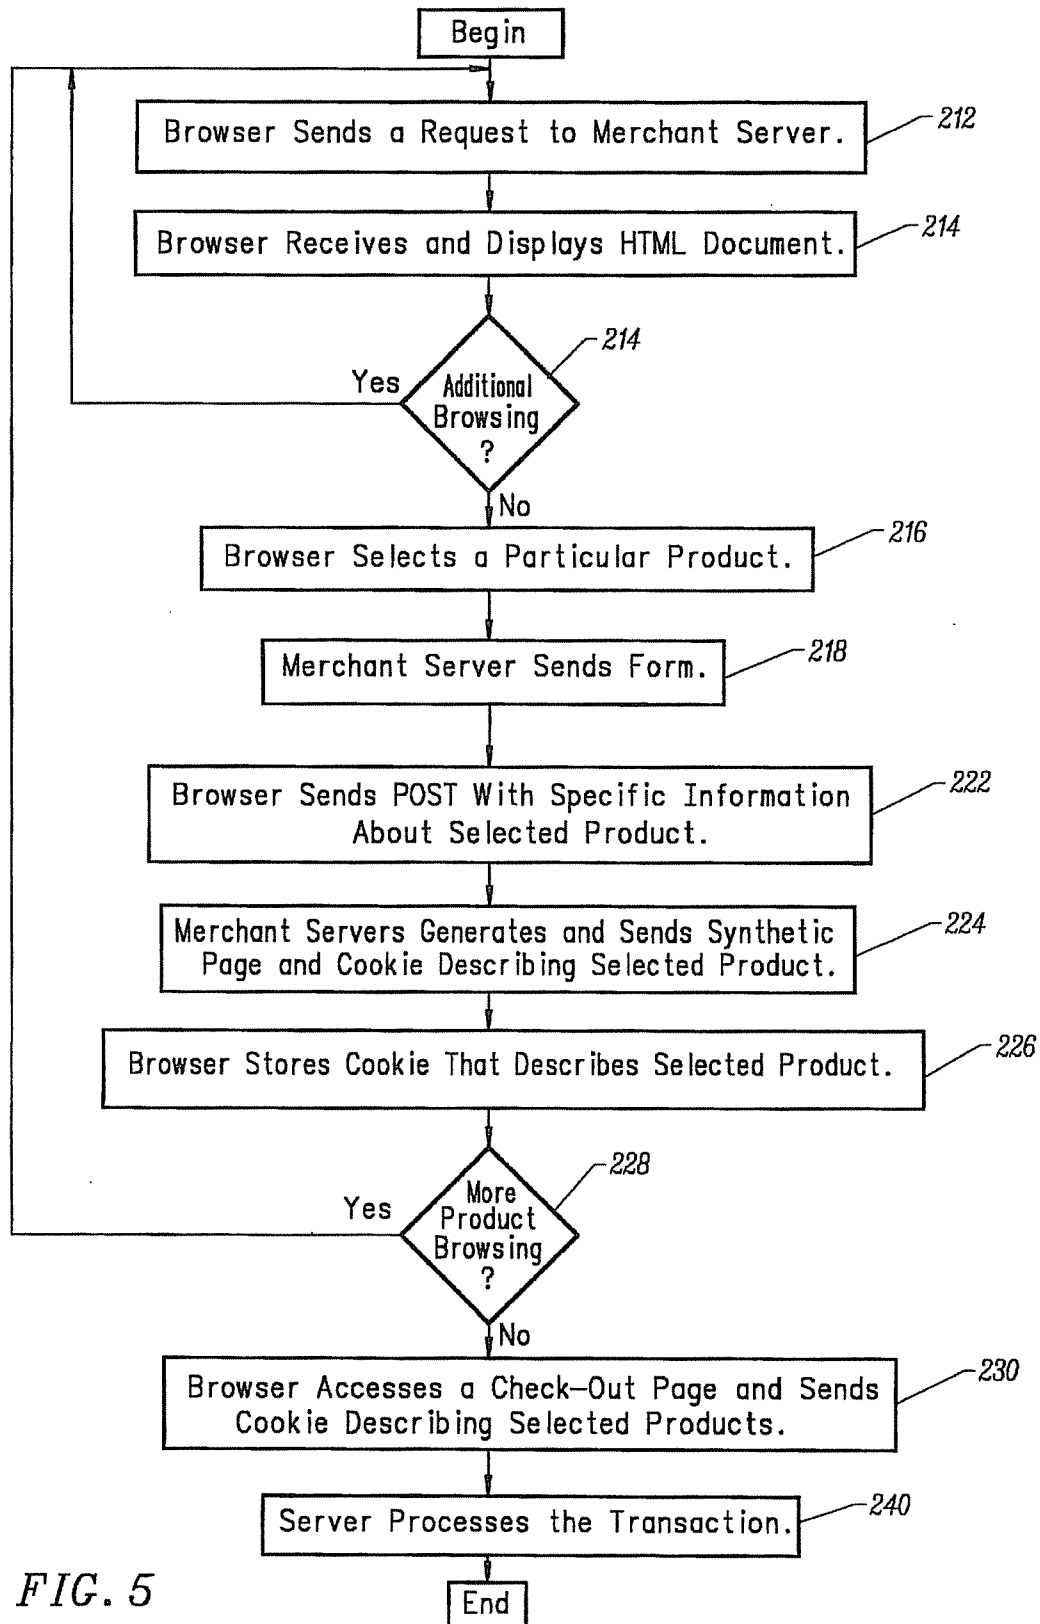 Begin
Browser Sends a Request to Merchant Server.
212
Browser Receives and Displays HTML Document.
214
214
Yes
Additional
Browsing
?
No
Browser Selects a Particular Product.
216
Merchant Server Sends Form.
218
Browser Sends POST With Specific Information
About Selected Product.
222
Merchant Servers Generates and Sends Synthetic
Page and Cookie Describing Selected Product.
224
Browser Stores Cookie That Describes Selected Product.
226
228
Yes
More
Product
Browsing
?
No
Browser Accesses a Check-Out Page and Sends
Cookie Describing Selected Products.
230
Server Processes the Transaction.
240
End
FIG. 5